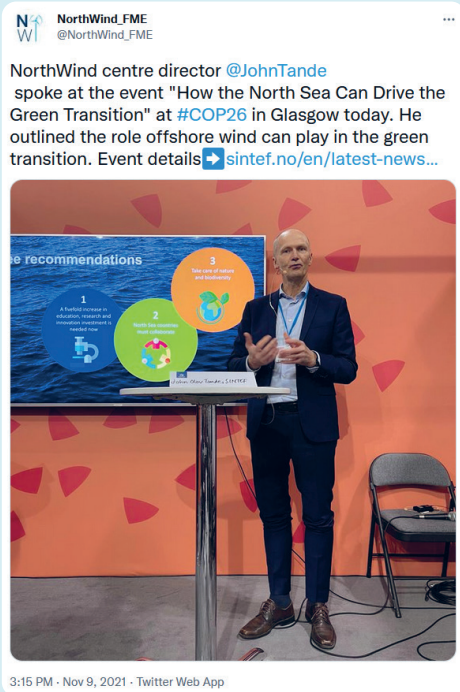 NorthWind_FME
@NorthWind_FME
NorthWind centre director @JohnTande
spoke at the event "How the North Sea Can Drive the
Green Transition" at #COP26 in Glasgow today. He
outlined the role offshore wind can play in the green
transition. Event details➡sintef.no/en/latest-news...
ee recommendations
1
A fivefold increase in
education, research and
innovation investment is
needed now
2
North Sea countries
must collaborate
3
Take care of nature
and biodiversity
John Olav Tande, SINTEF
3:15 PM · Nov 9, 2021 · Twitter Web App